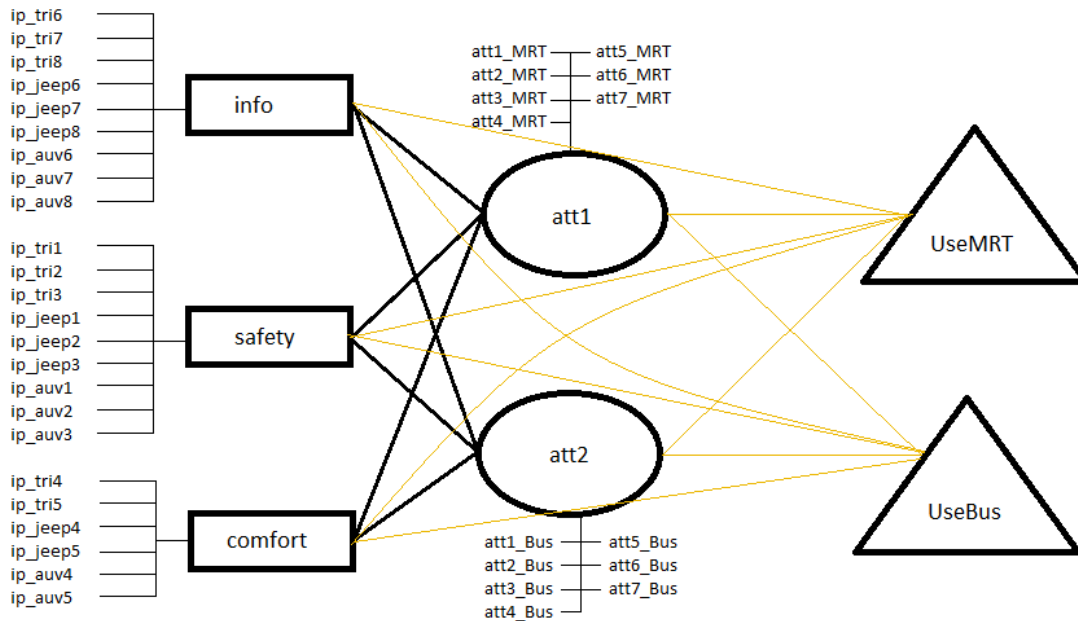 ip_tri6
ip_tri7
ip_tri8
ip_jeep6
ip_jeep7
ip_jeep8
ip_auv6
ip_auv7
ip_auv8
info
ip_tri1
ip_tri2
ip_tri3
ip_jeep1
ip_jeep2
ip_jeep3
ip_auv1
ip_auv2
ip_auv3
safety
ip_tri4
ip_tri5
ip_jeep4
ip_jeep5
ip_auv4
ip_auv5
comfort
att1_MRT att5_MRT
att2_MRT att6_MRT
att3_MRT att7_MRT
att4_MRT
att1
att2
att1_Bus att5_Bus
att2_Bus att6_Bus
att3_Bus att7_Bus
att4_Bus
UseMRT
UseBus